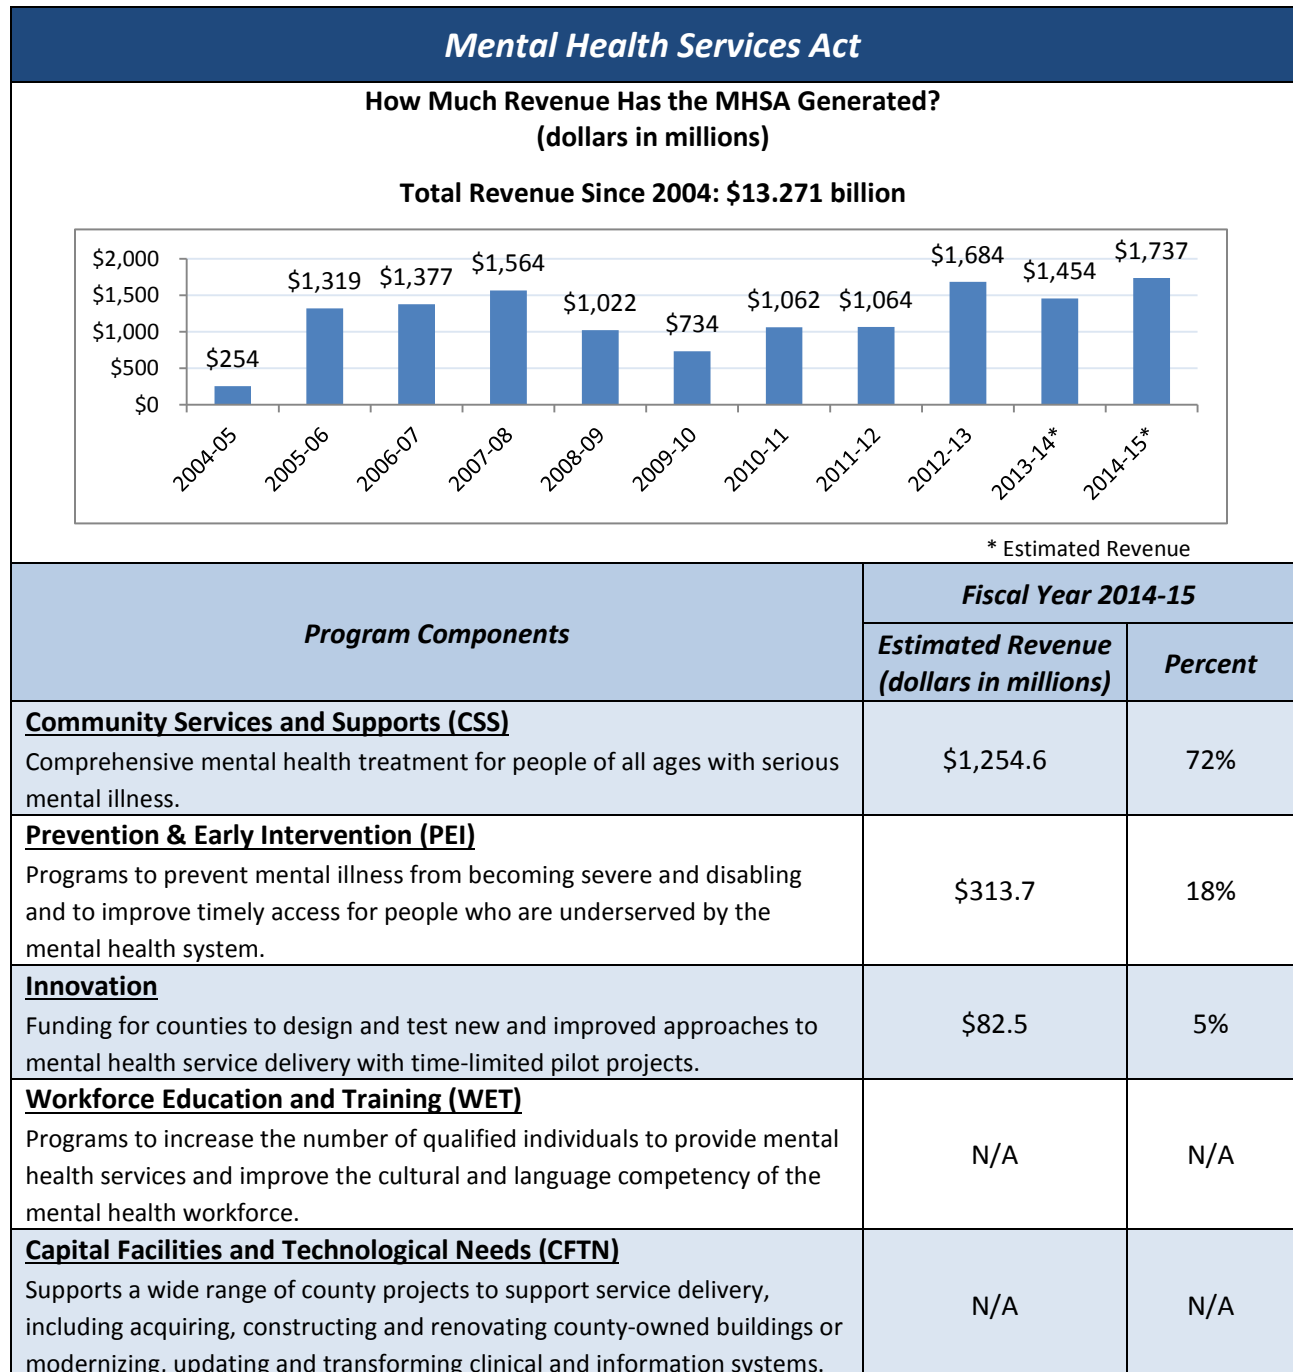 Mental Health Services Act
How Much Revenue Has the MHSA Generated?
(dollars in millions)
Total Revenue Since 2004: $13.271 billion
$2,000
$1,500
$1,000
$500
$0
$254
$1,319
$1,377
$1,564
$1,022
$734
$1,062
$1,064
$1,684
$1,454
$1,737
2004-05
2005-06
2006-07
2007-08
2008-09
2009-10
2010-11
2011-12
2012-13
2013-14*
2014-15*
* Estimated Revenue
Program Components
Fiscal Year 2014-15
Estimated Revenue
(dollars in millions)
Percent
Community Services and Supports (CSS)
Comprehensive mental health treatment for people of all ages with serious
mental illness.
$1,254.6
72%
Prevention & Early Intervention (PEI)
Programs to prevent mental illness from becoming severe and disabling
and to improve timely access for people who are underserved by the
mental health system.
$313.7
18%
Innovation
Funding for counties to design and test new and improved approaches to
mental health service delivery with time-limited pilot projects.
$82.5
5%
Workforce Education and Training (WET)
Programs to increase the number of qualified individuals to provide mental
health services and improve the cultural and language competency of the
mental health workforce.
N/A
N/A
Capital Facilities and Technological Needs (CFTN)
Supports a wide range of county projects to support service delivery,
including acquiring, constructing and renovating county-owned buildings or
modernizing, updating and transforming clinical and information systems.
N/A
N/A